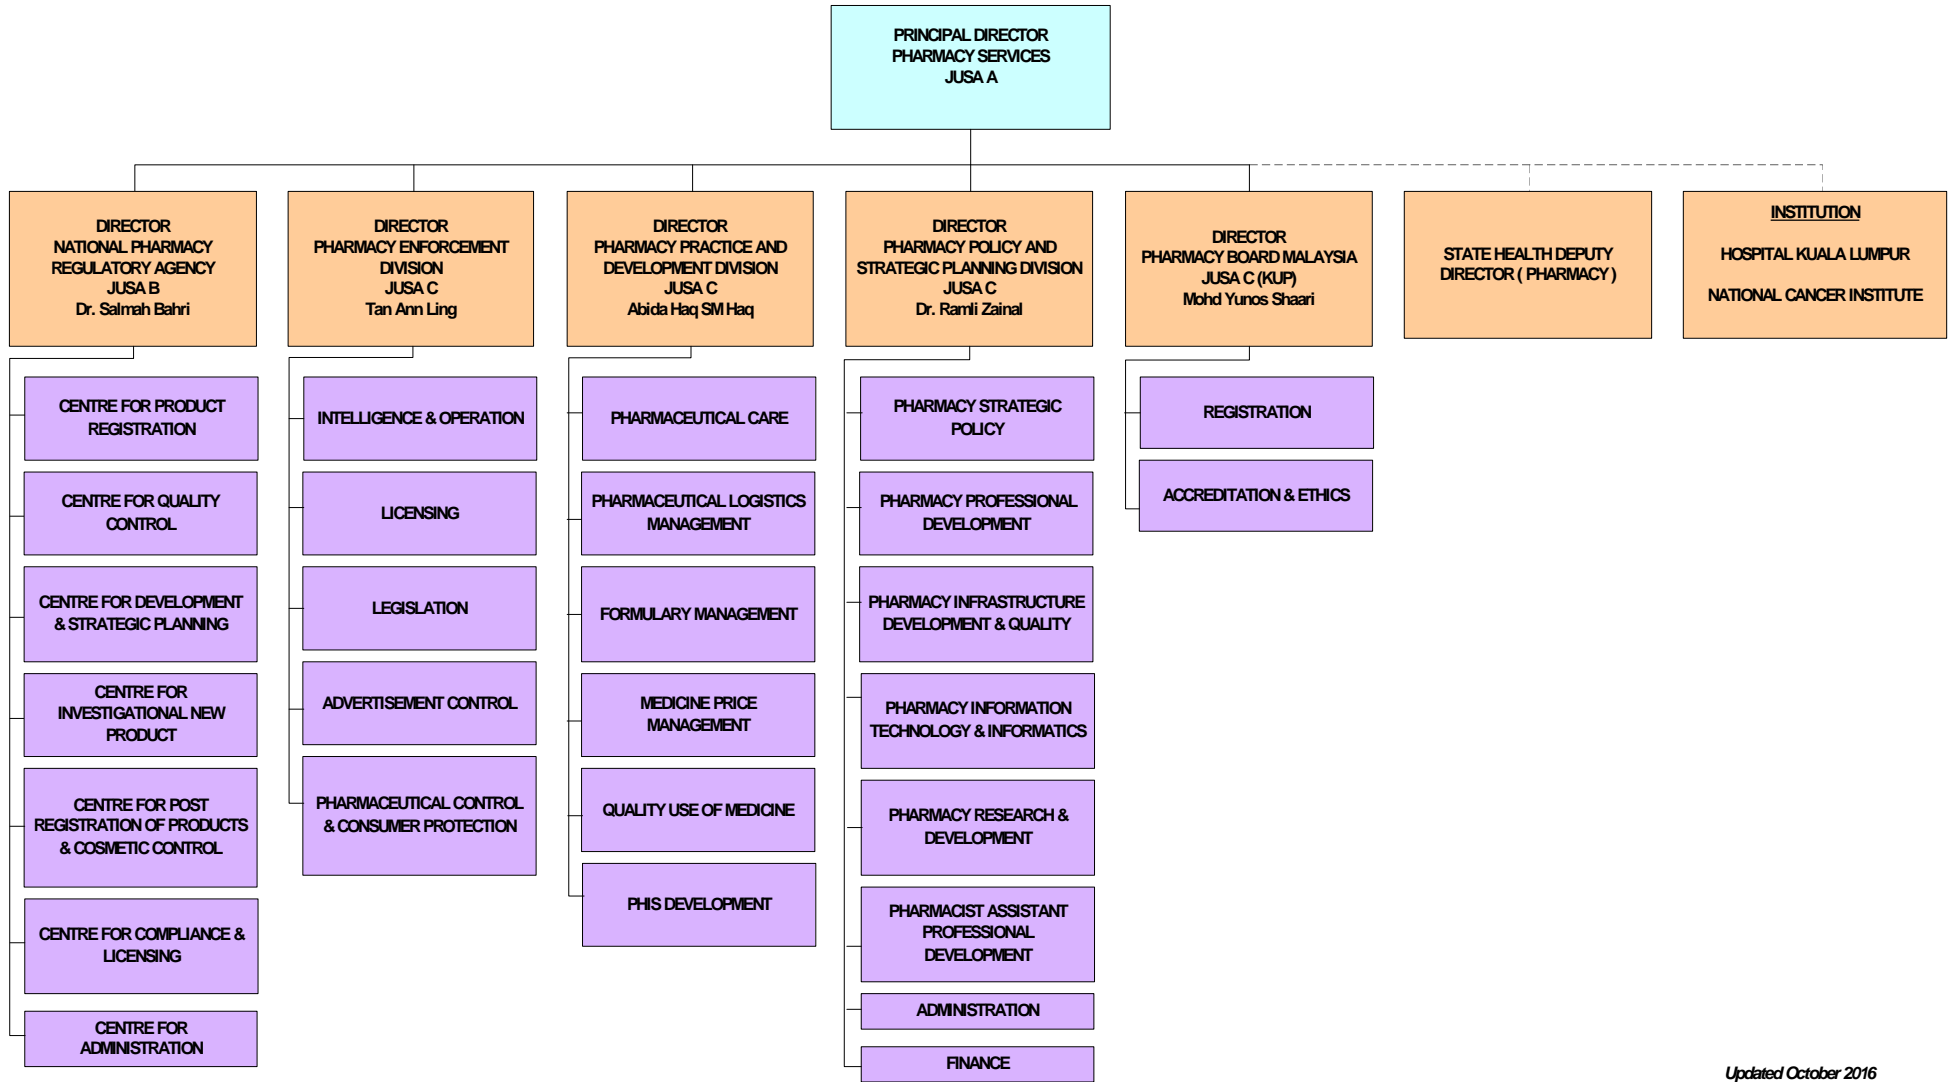 PRINCIPAL DIRECTOR
PHARMACY SERVICES
JUSA A
DIRECTOR
NATIONAL PHARMACY
REGULATORY AGENCY
JUSA B
Dr. Salmah Bahri
DIRECTOR
PHARMACY ENFORCEMENT
DIVISION
JUSA C
Tan Ann Ling
DIRECTOR
PHARMACY PRACTICE AND
DEVELOPMENT DIVISION
JUSA C
Abida Haq SM Haq
DIRECTOR
PHARMACY POLICY AND
STRATEGIC PLANNING DIVISION
JUSA C
Dr. Ramli Zainal
DIRECTOR
PHARMACY BOARD MALAYSIA
JUSA C (KUP)
Mohd Yunos Shaari
STATE HEALTH DEPUTY
DIRECTOR ( PHARMACY )
INSTITUTION
HOSPITAL KUALA LUMPUR
NATIONAL CANCER INSTITUTE
CENTRE FOR PRODUCT
REGISTRATION
CENTRE FOR QUALITY
CONTROL
CENTRE FOR DEVELOPMENT
& STRATEGIC PLANNING
CENTRE FOR
INVESTIGATIONAL NEW
PRODUCT
CENTRE FOR POST
REGISTRATION OF PRODUCTS
& COSMETIC CONTROL
CENTRE FOR COMPLIANCE &
LICENSING
CENTRE FOR
ADMINISTRATION
INTELLIGENCE & OPERATION
LICENSING
LEGISLATION
ADVERTISEMENT CONTROL
PHARMACEUTICAL CONTROL
& CONSUMER PROTECTION
PHARMACEUTICAL CARE
PHARMACEUTICAL LOGISTICS
MANAGEMENT
FORMULARY MANAGEMENT
MEDICINE PRICE
MANAGEMENT
QUALITY USE OF MEDICINE
PHIS DEVELOPMENT
PHARMACY STRATEGIC
POLICY
PHARMACY PROFESSIONAL
DEVELOPMENT
PHARMACY INFRASTRUCTURE
DEVELOPMENT & QUALITY
PHARMACY INFORMATION
TECHNOLOGY & INFORMATICS
PHARMACY RESEARCH &
DEVELOPMENT
PHARMACIST ASSISTANT
PROFESSIONAL
DEVELOPMENT
ADMINISTRATION
FINANCE
REGISTRATION
ACCREDITATION & ETHICS
Updated October 2016